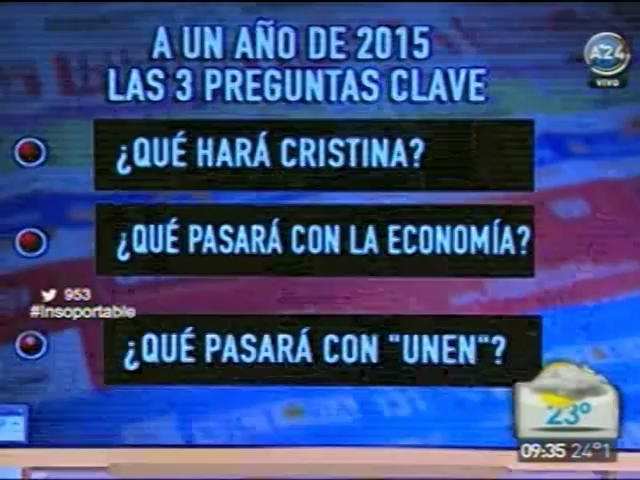 A UN AÑO DE 2015
LAS 3 PREGUNTAS CLAVE
A24
VIVO
¿QUÉ HARÁ CRISTINA?
¿QUÉ PASARÁ CON LA ECONOMÍA?
953
#Insoportable
¿QUÉ PASARÁ CON "UNEN"?
23°
09:35 24°1